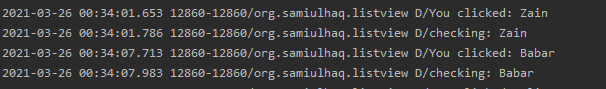 2021-03-26 00:34:01.653 12860-12860/org.samiulhaq.listview D/You clicked: Zain
2021-03-26 00:34:01.786 12860-12860/org.samiulhaq.listview D/checking: Zain
2021-03-26 00:34:07.713 12860-12860/org.samiulhaq.listview D/You clicked: Babar
2021-03-26 00:34:07.983 12860-12860/org.samiulhaq.listview D/checking: Babar